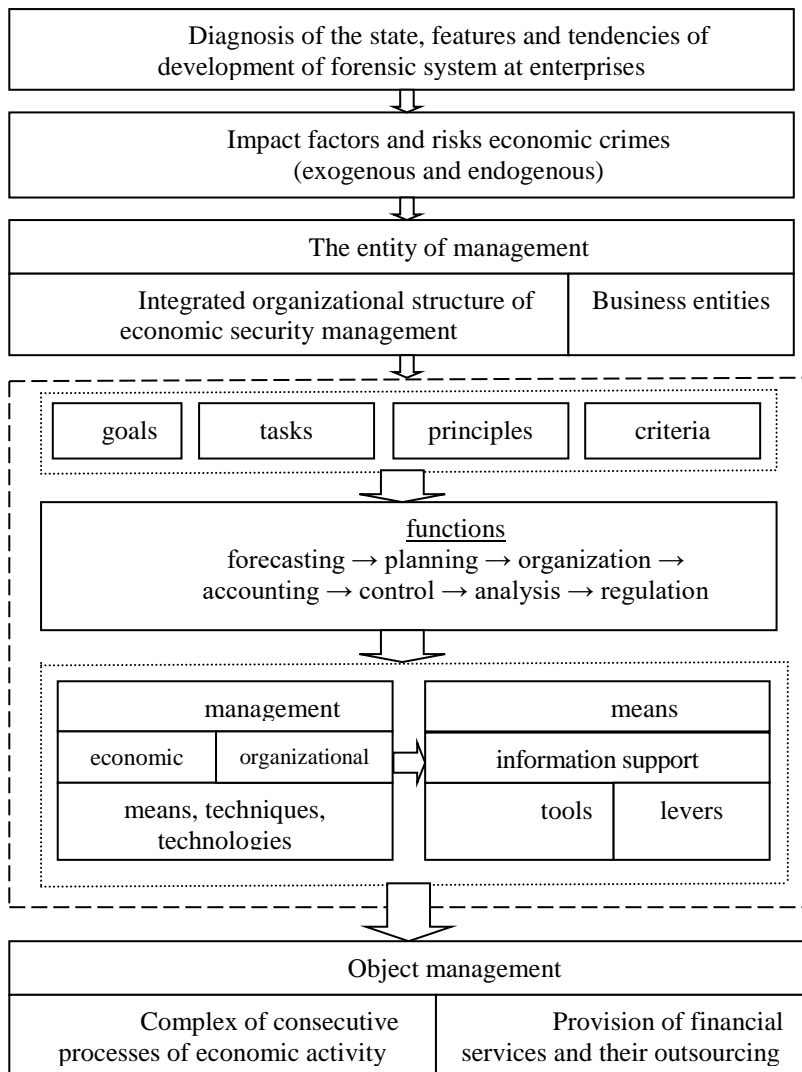 Diagnosis of the state, features and tendencies of
development of forensic system at enterprises
Impact factors and risks economic crimes
(exogenous and endogenous)
The entity of management
Integrated organizational structure of
economic security management
Business entities
goals
tasks
principles
criteria
functions
forecasting → planning → organization →
accounting → control → analysis → regulation
management
economic
organizational
means, techniques,
technologies
means
information support
tools
levers
Object management
Complex of consecutive
processes of economic activity
Provision of financial
services and their outsourcing